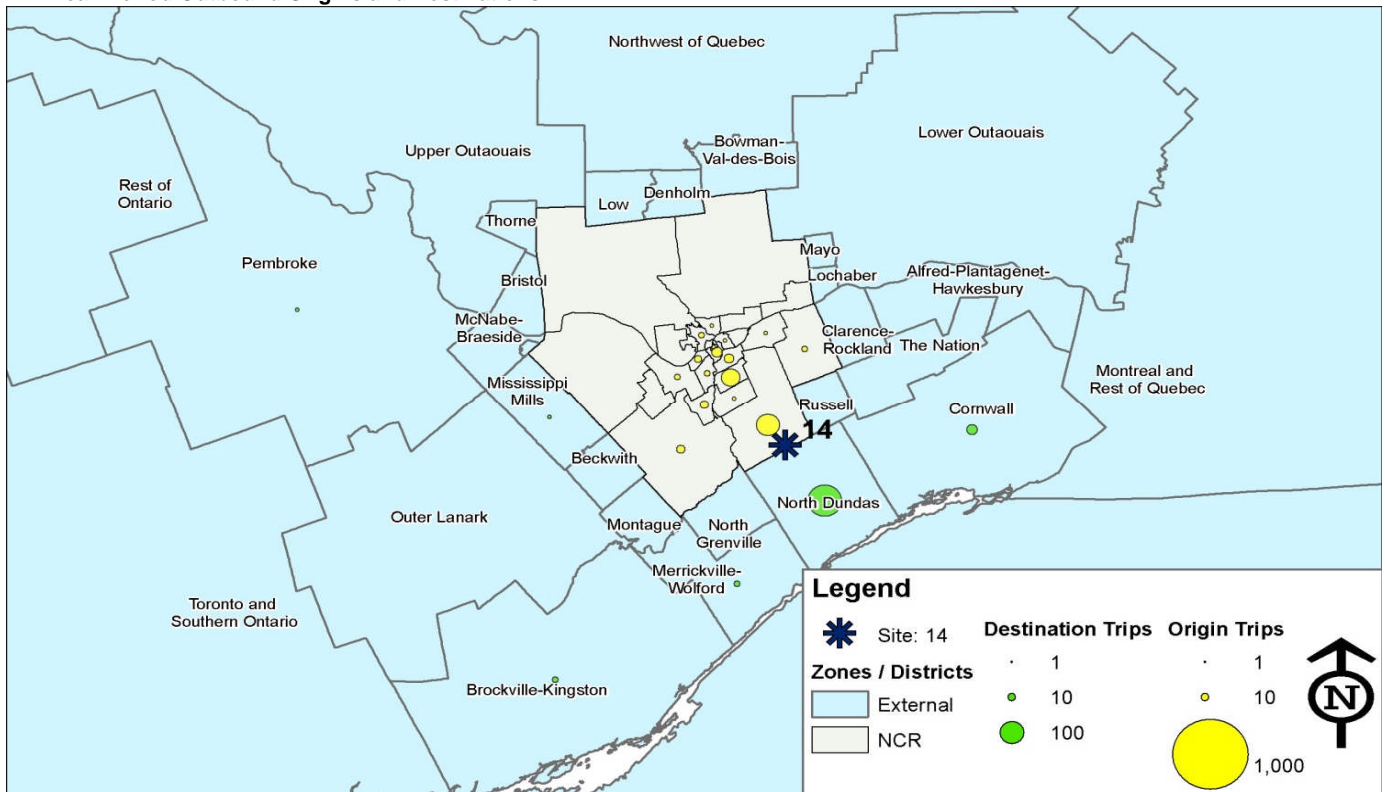 Northwest of Quebec
Lower Outaouais
Bowman-
Val-des-Bois
Upper Outaouais
Rest of
Ontario
Denholm
Low
Thorne
Mayo
Pembroke
Lochaber
Alfred-Plantagenet-
Hawkesbury
Bristol
McNabe-
Braeside
Clarence-
Rockland
The Nation
Montreal and
Rest of Quebec
Mississippi
Mills
Russell
Cornwall
14
Beckwith
North Dundas
Outer Lanark
Montague
North
Grenville
Merrickville-
Wolford
Toronto and
Southern Ontario
Brockville-Kingston
Legend
Site: 14
Destination Trips
Origin Trips
Zones / Districts
1
1
10
10
External
100
NCR
1,000
N